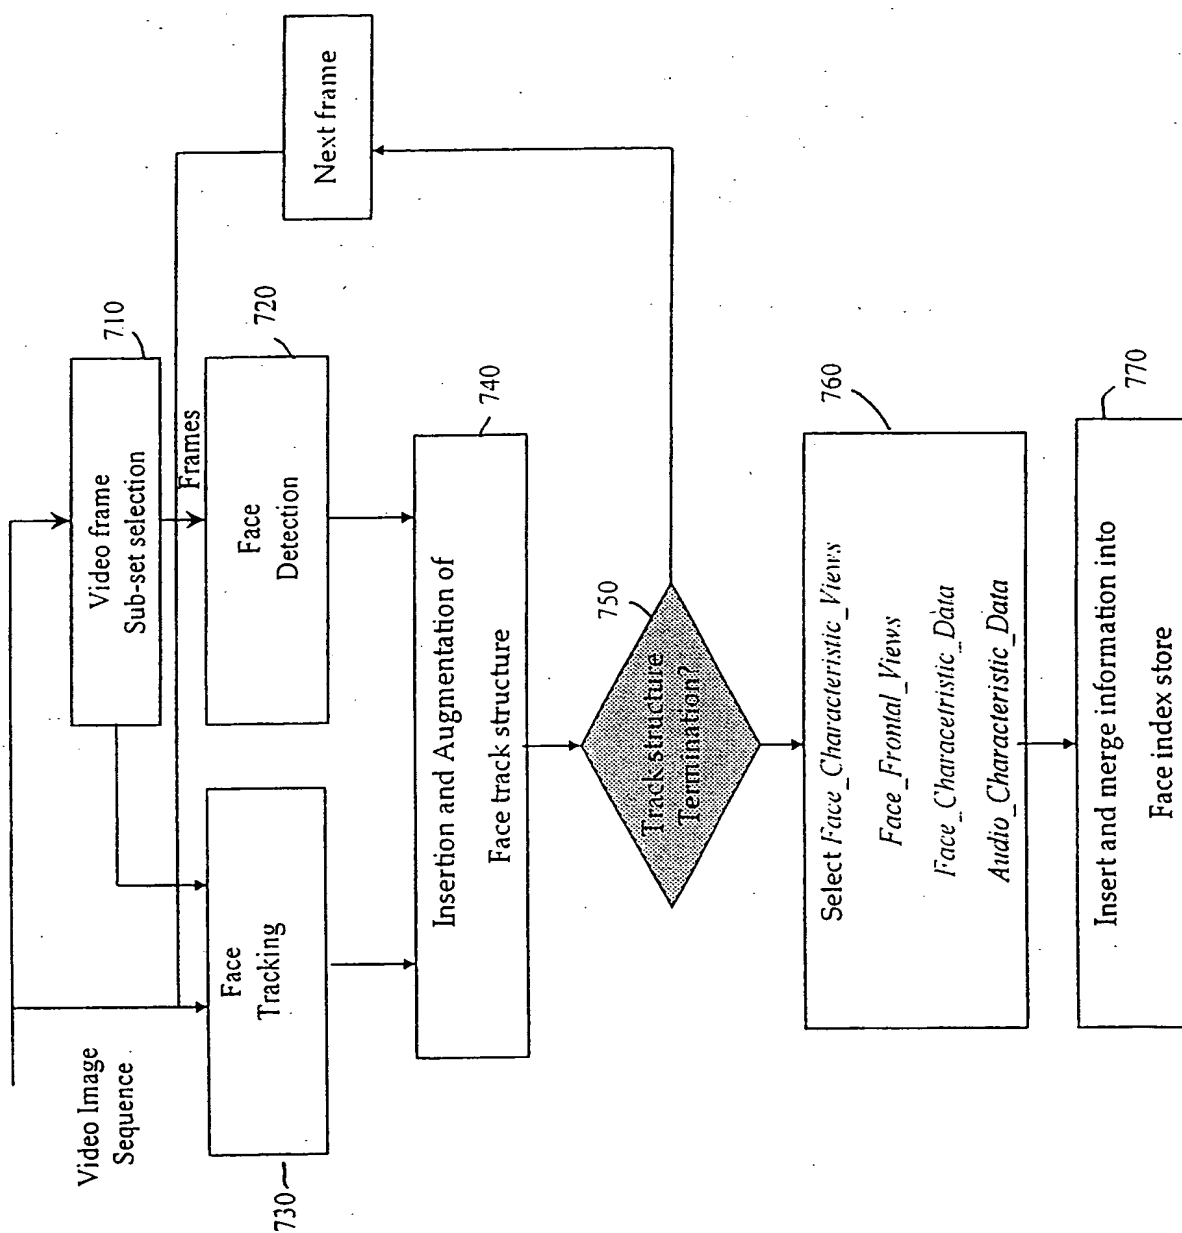 Video Image
Sequence
Video frame
Sub-set selection
710
Frames
Next frame
Face
Tracking
730
Face
Detection
720
Insertion and Augmentation of
Face track structure
740
Track structure
Termination?
750
Select Face_Characteristic_Views
Face_Frontal_Views
Face_Characetristic_Data
Audio_Characteristic_Data
760
Insert and merge information into
Face index store
770